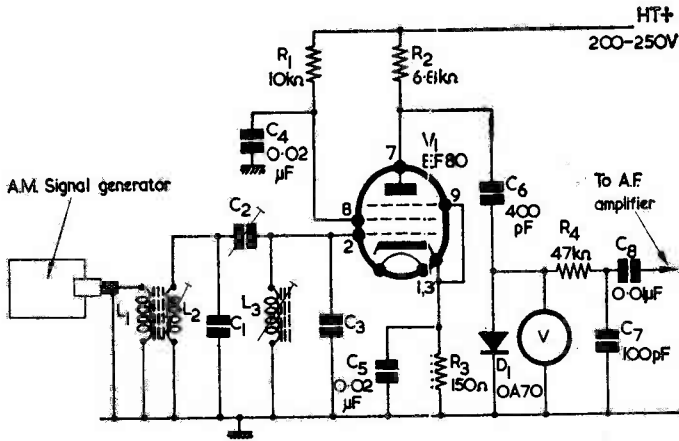 HT+
200-250V
R1
10kΩ
R2
6·8kΩ
C4
0·02
μF
V1
EF80
7
9
8
2
1,3
A.M. Signal generator
C2
L1
L2
C1
L3
C3
C5
0·02
μF
R3
150Ω
C6
400
pF
D1
OA70
V
R4
47kΩ
To A.F.
amplifier
C8
0·01μF
C7
100pF